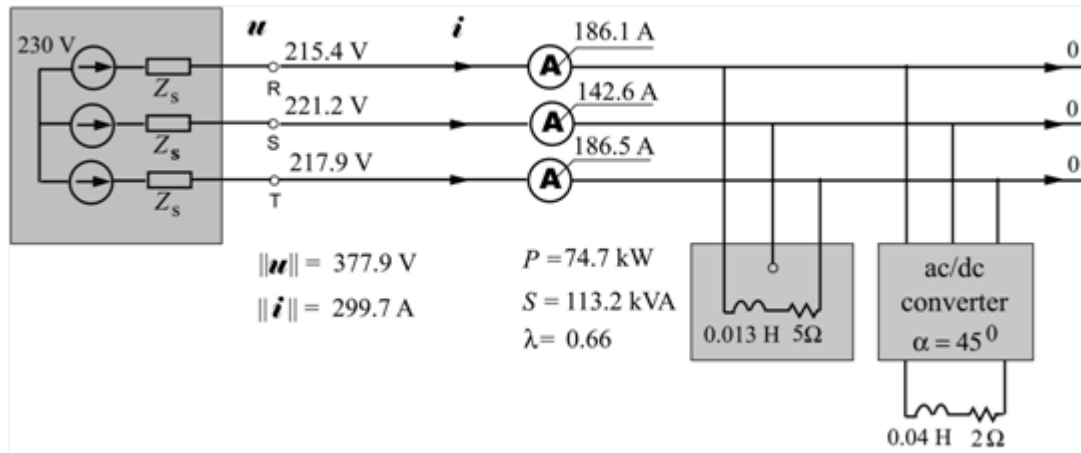 230 V
Z_s
Z_s
Z_s
u
215.4 V
R
221.2 V
S
217.9 V
T
i
A
186.1 A
A
142.6 A
A
186.5 A
0
0
0
||u|| = 377.9 V
||i|| = 299.7 A
P = 74.7 kW
S = 113.2 kVA
λ= 0.66
0.013 H 5Ω
ac/dc
converter
α = 45⁰
0.04 H 2Ω